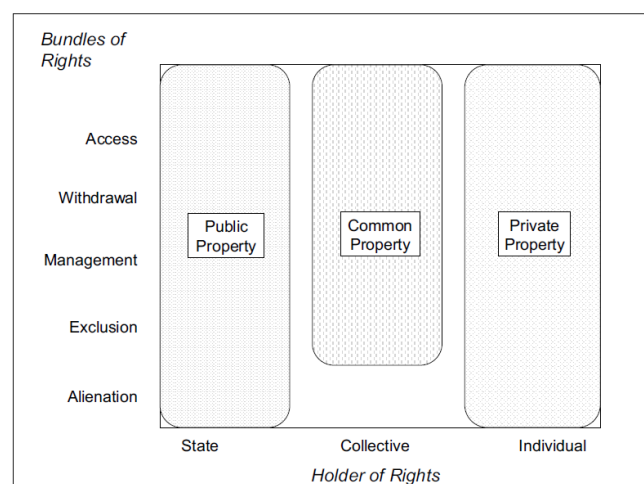 Bundles of
Rights
Access
Withdrawal
Public
Property
Common
Property
Private
Property
Management
Exclusion
Alienation
State
Collective
Individual
Holder of Rights